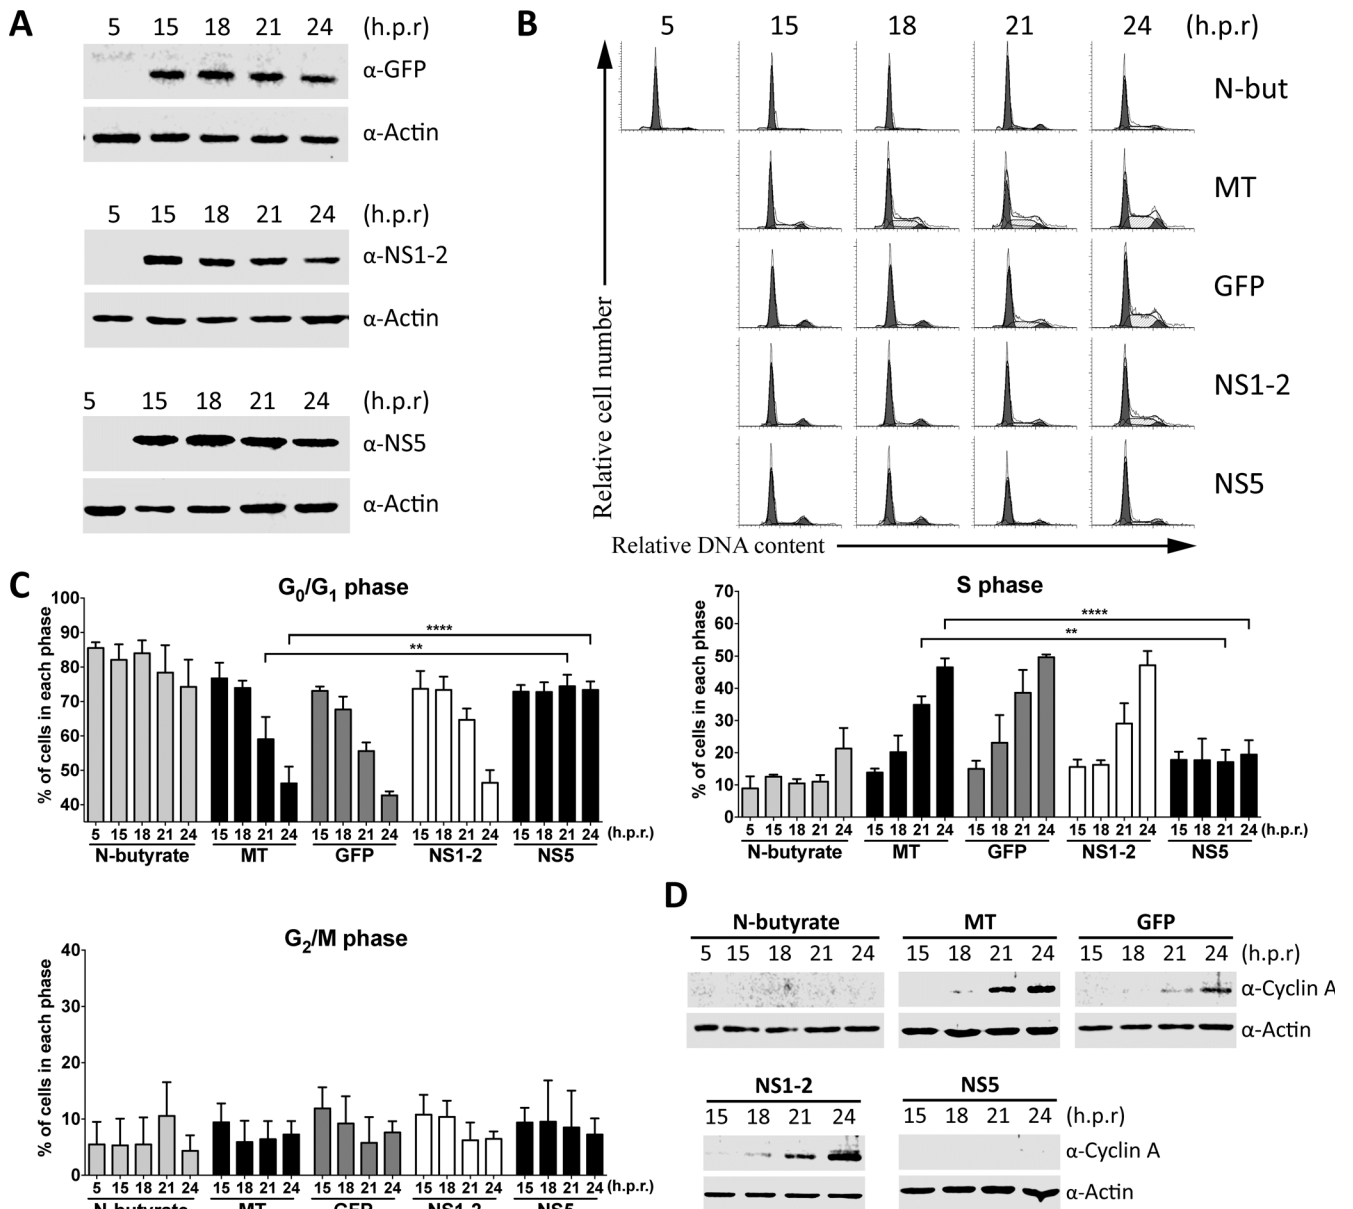 A
5 15 18 21 24 (h.p.r)
α-GFP
α-Actin
5 15 18 21 24 (h.p.r)
α-NS1-2
α-Actin
5 15 18 21 24 (h.p.r)
α-NS5
α-Actin
B
5 15 18 21 24 (h.p.r)
N-but
MT
GFP
NS1-2
NS5
Relative cell number
Relative DNA content
C
G0/G1 phase
% of cells in each phase
100
90
80
70
60
50
40
****
**
5 15 18 21 24 15 18 21 24 15 18 21 24 15 18 21 24 15 18 21 24 (h.p.r.)
N-butyrate MT GFP NS1-2 NS5
S phase
% of cells in each phase
70
60
50
40
30
20
10
0
****
**
5 15 18 21 24 15 18 21 24 15 18 21 24 15 18 21 24 15 18 21 24 (h.p.r.)
N-butyrate MT GFP NS1-2 NS5
G2/M phase
% of cells in each phase
40
30
20
10
0
5 15 18 21 24 15 18 21 24 15 18 21 24 15 18 21 24 15 18 21 24 (h.p.r.)
N-butyrate MT GFP NS1-2 NS5
D
N-butyrate MT GFP
5 15 18 21 24 15 18 21 24 15 18 21 24 (h.p.r)
α-Cyclin A
α-Actin
NS1-2 NS5
15 18 21 24 15 18 21 24 (h.p.r)
α-Cyclin A
α-Actin